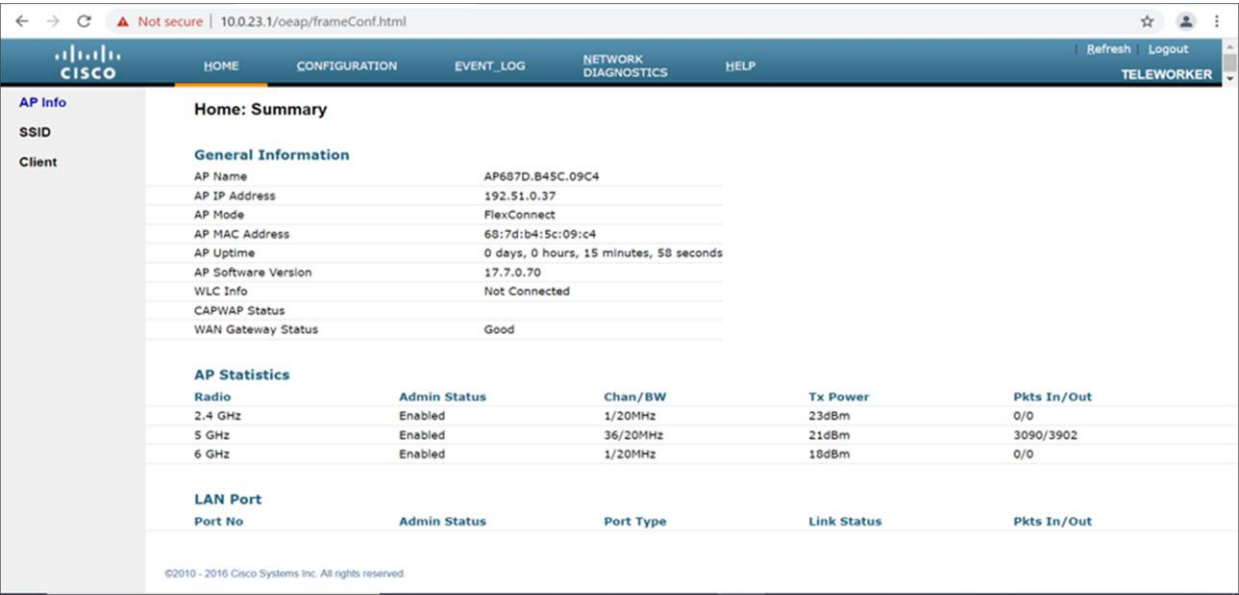 Not secure | 10.0.23.1/oeap/frameConf.html
Refresh | Logout
CISCO HOME CONFIGURATION EVENT_LOG NETWORK DIAGNOSTICS HELP
TELEWORKER
AP Info
SSID
Client
Home: Summary
General Information
AP Name AP687D.B45C.09C4
AP IP Address 192.51.0.37
AP Mode FlexConnect
AP MAC Address 68:7d:b4:5c:09:c4
AP Uptime 0 days, 0 hours, 15 minutes, 58 seconds
AP Software Version 17.7.0.70
WLC Info Not Connected
CAPWAP Status
WAN Gateway Status Good
AP Statistics
Radio Admin Status Chan/BW Tx Power Pkts In/Out
2.4 GHz Enabled 1/20MHz 23dBm 0/0
5 GHz Enabled 36/20MHz 21dBm 3090/3902
6 GHz Enabled 1/20MHz 18dBm 0/0
LAN Port
Port No Admin Status Port Type Link Status Pkts In/Out
©2010 - 2016 Cisco Systems Inc. All rights reserved.